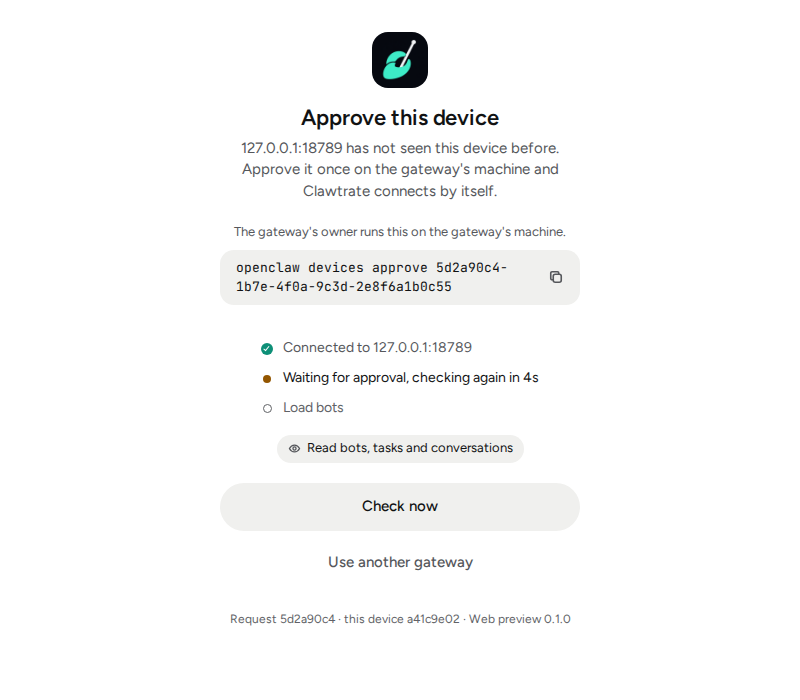 Approve this device
127.0.0.1:18789 has not seen this device before.
Approve it once on the gateway's machine and
Clawtrate connects by itself.
The gateway's owner runs this on the gateway's machine.
openclaw devices approve 5d2a90c4-
1b7e-4f0a-9c3d-2e8f6a1b0c55
Connected to 127.0.0.1:18789
Waiting for approval, checking again in 4s
Load bots
Read bots, tasks and conversations
Check now
Use another gateway
Request 5d2a90c4 · this device a41c9e02 · Web preview 0.1.0